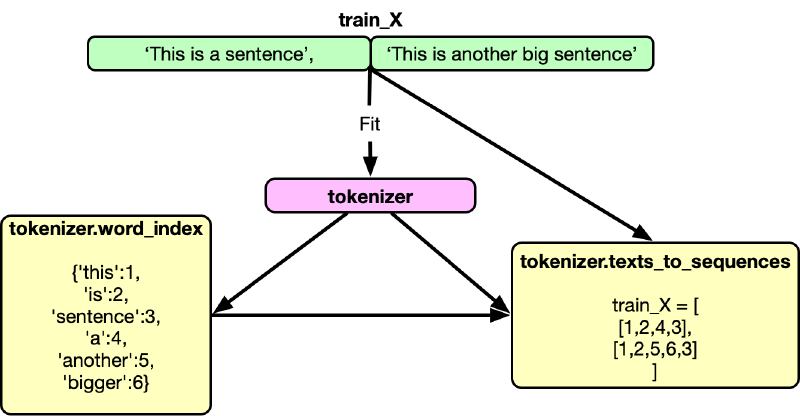 train_X
‘This is a sentence’,
‘This is another big sentence’
Fit
tokenizer
tokenizer.word_index
{'this':1,
'is':2,
'sentence':3,
'a':4,
'another':5,
'bigger':6}
tokenizer.texts_to_sequences
train_X = [
[1,2,4,3],
[1,2,5,6,3]
]